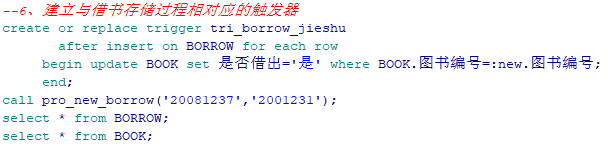 --6、建立与借书存储过程相对应的触发器
create or replace trigger tri_borrow_jieshu
after insert on BORROW for each row
begin update BOOK set 是否借出='是' where BOOK.图书编号=:new.图书编号;
end;
call pro_new_borrow('20081237','2001231');
select * from BORROW;
select * from BOOK;